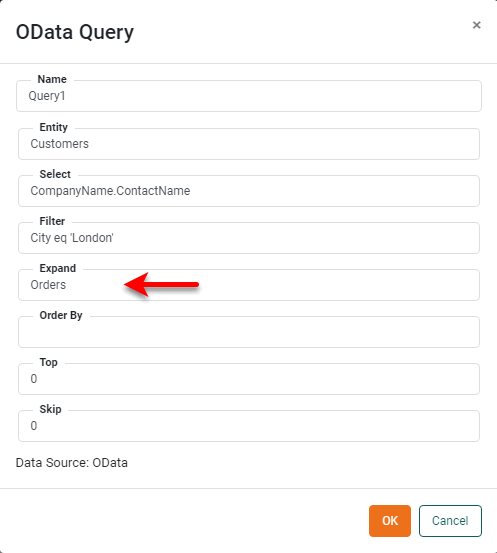 OData Query
×
Name
Query1
Entity
Customers
Select
CompanyName.ContactName
Filter
City eq 'London'
Expand
Orders
Order By
Top
0
Skip
0
Data Source: OData
OK
Cancel